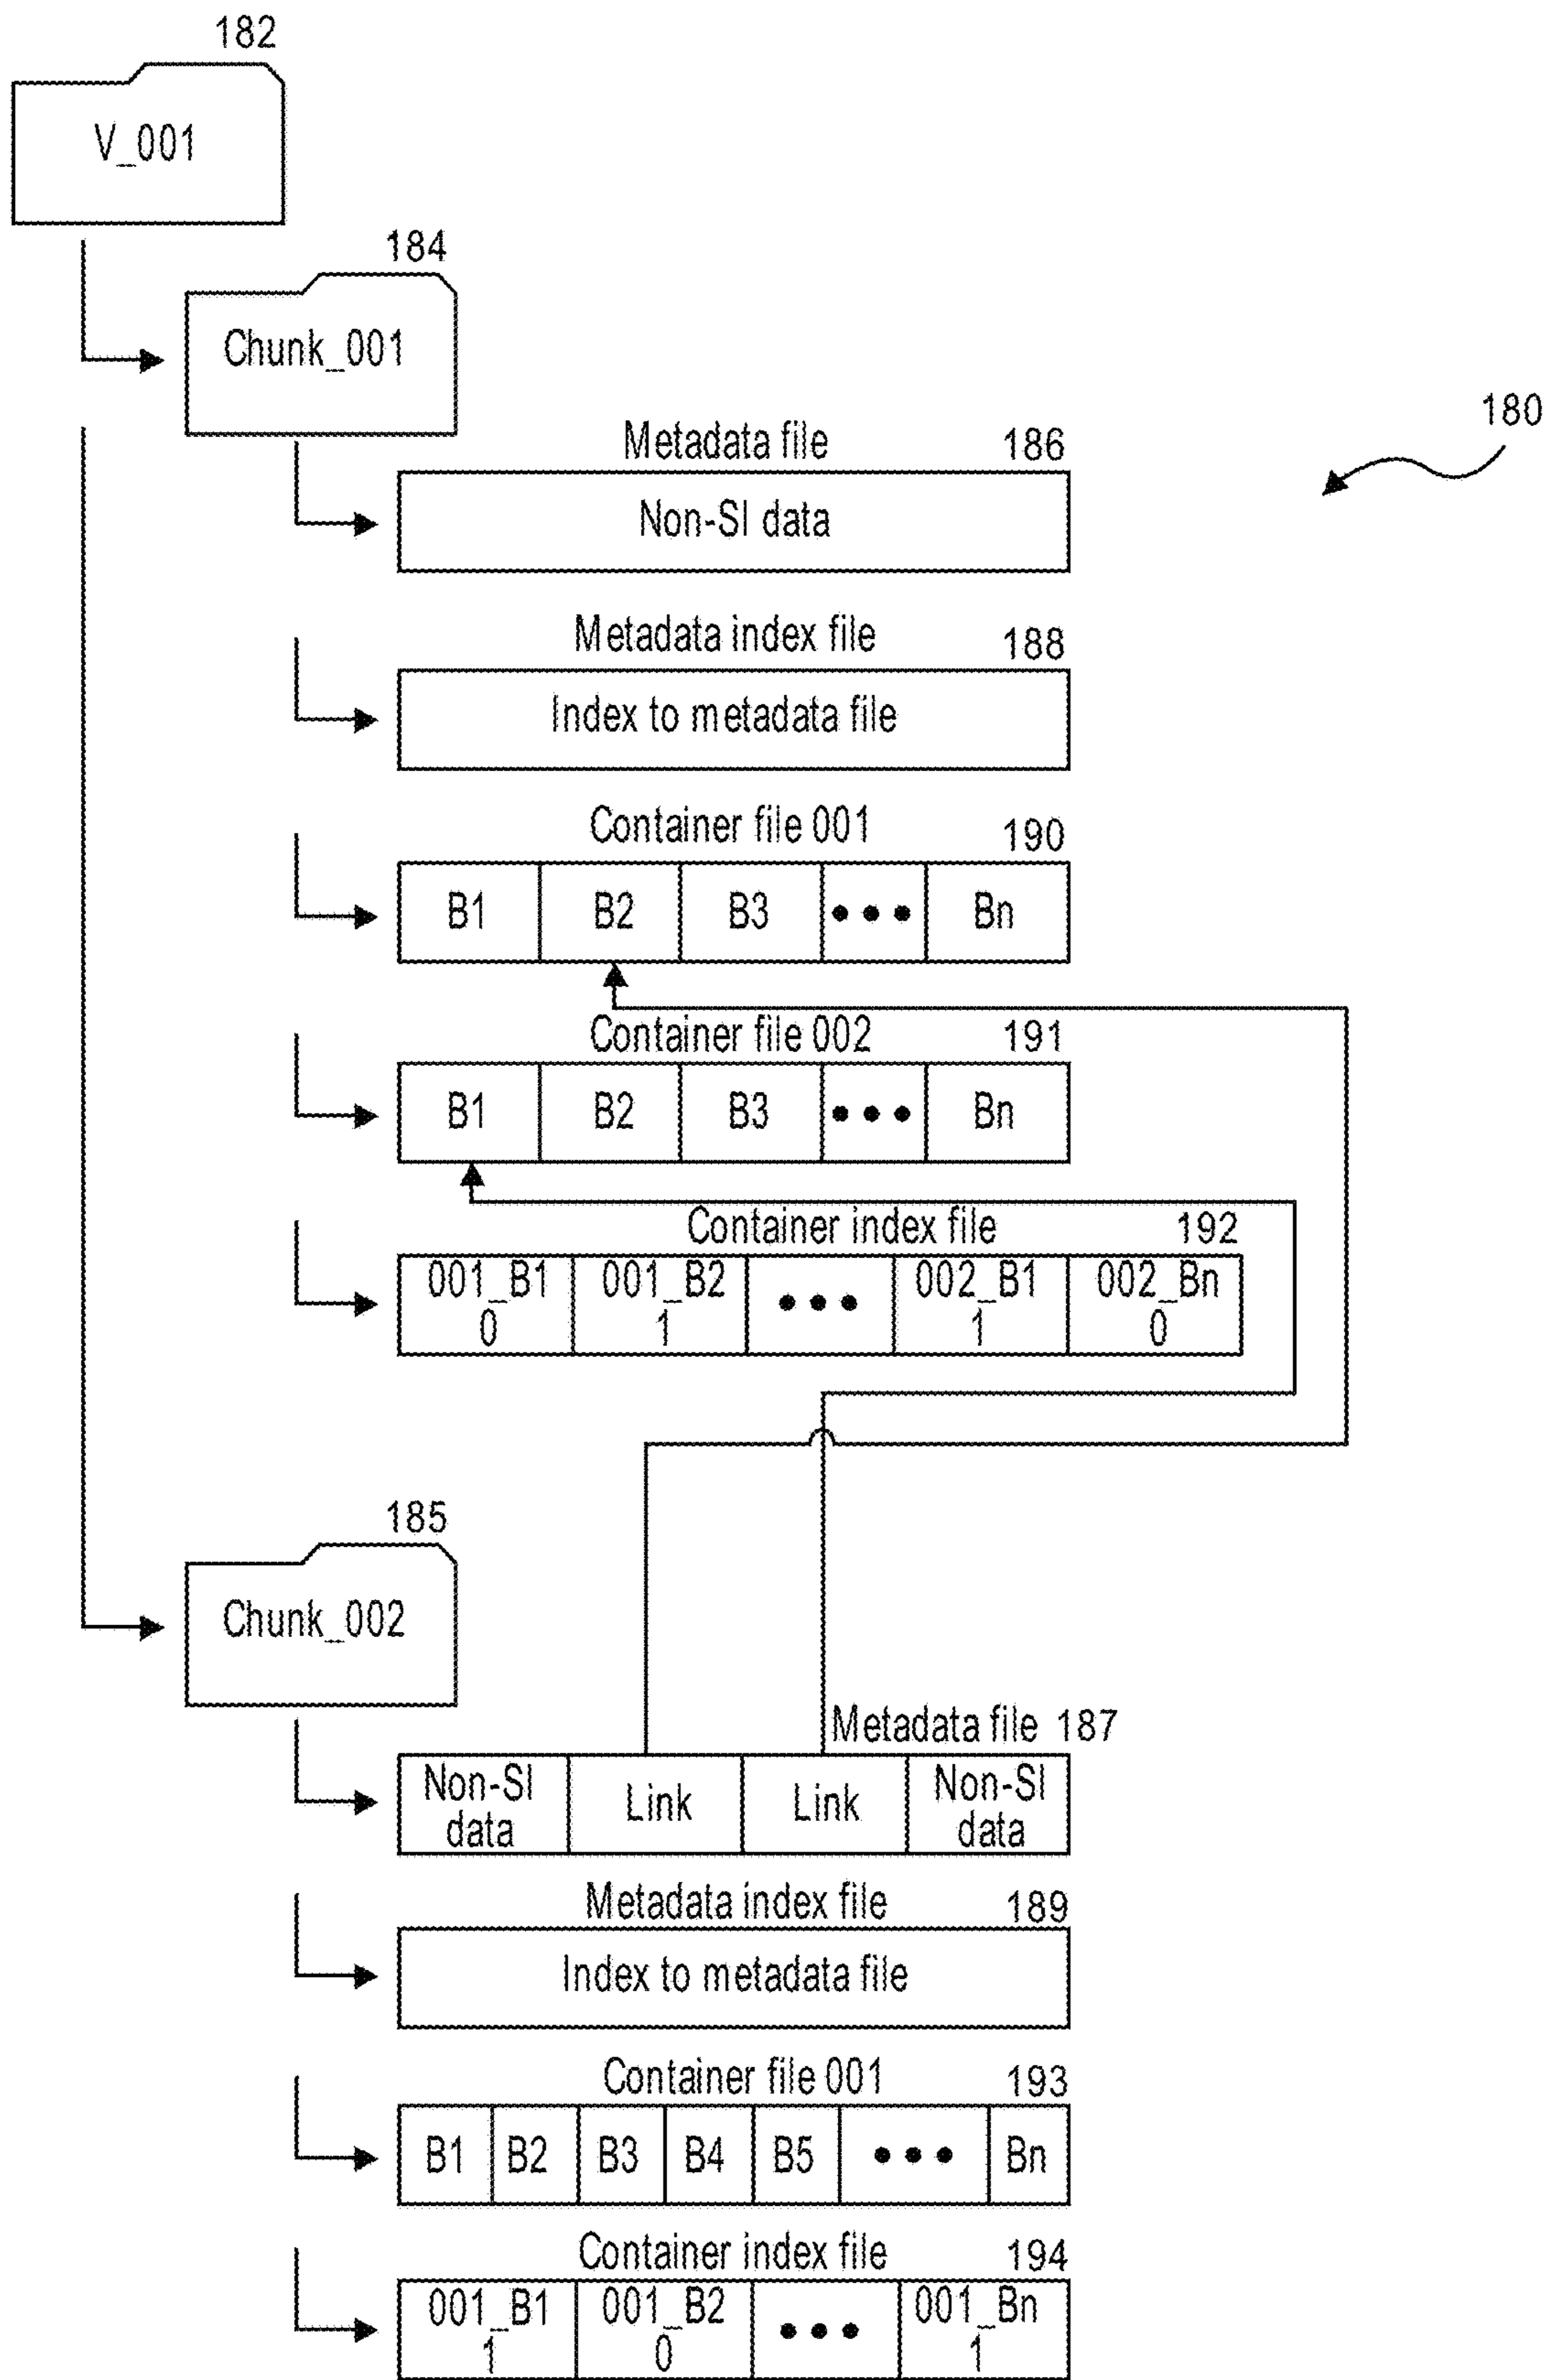 182
V_001
184
Chunk_001
180
Metadata file 186
Non-SI data
Metadata index file 188
Index to metadata file
Container file 001 190
B1 B2 B3 ••• Bn
Container file 002 191
B1 B2 B3 ••• Bn
Container index file 192
001_B1 001_B2 ••• 002_B1 002_Bn
0 1 1 0
185
Chunk_002
Metadata file 187
Non-SI Link Link Non-SI
data data
Metadata index file 189
Index to metadata file
Container file 001 193
B1 B2 B3 B4 B5 ••• Bn
Container index file 194
001_B1 001_B2 ••• 001_Bn
1 0 1